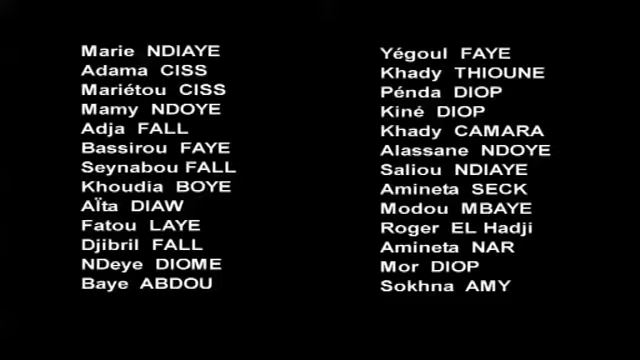 Marie NDIAYE
Adama CISS
Mariétou CISS
Mamy NDOYE
Adja FALL
Bassirou FAYE
Seynabou FALL
Khoudia BOYE
AÏta DIAW
Fatou LAYE
Djibril FALL
NDeye DIOME
Baye ABDOU
Yégoul FAYE
Khady THIOUNE
Pénda DIOP
Kiné DIOP
Khady CAMARA
Alassane NDOYE
Saliou NDIAYE
Amineta SECK
Modou MBAYE
Roger EL Hadji
Amineta NAR
Mor DIOP
Sokhna AMY